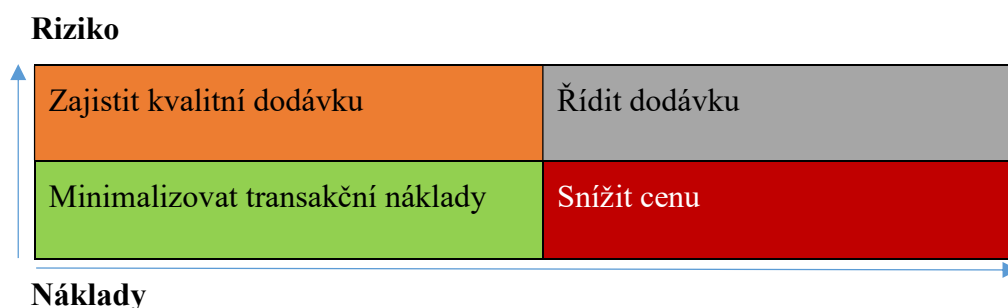 Riziko
Zajistit kvalitní dodávku
Řídit dodávku
Minimalizovat transakční náklady
Snížit cenu
Náklady